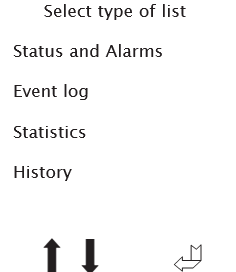 Select type of list
Status and Alarms
Event log
Statistics
History